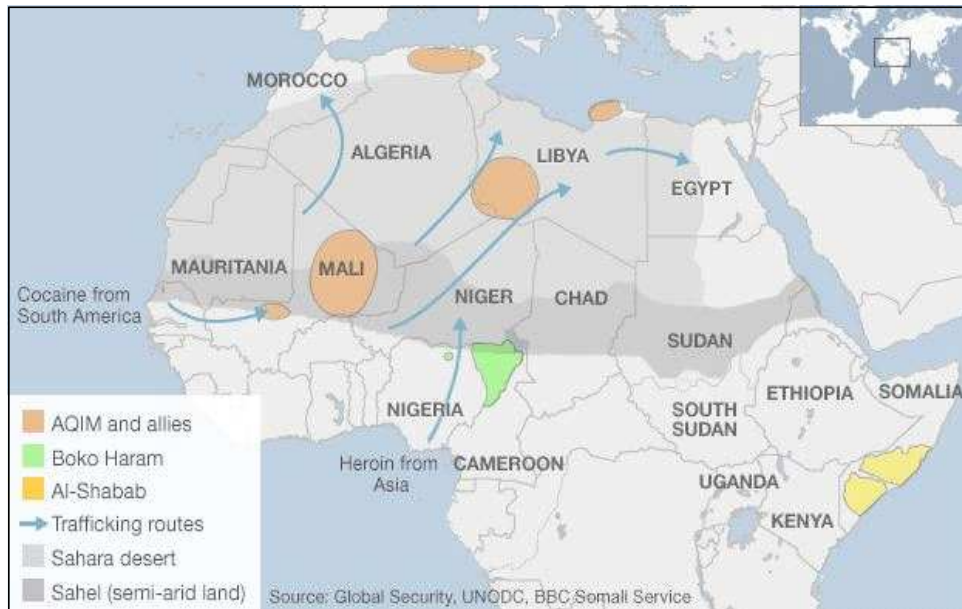 MOROCCO
ALGERIA
LIBYA
EGYPT
MAURITANIA
MALI
NIGER
CHAD
SUDAN
Cocaine from
South America
NIGERIA
Heroin from
Asia
CAMEROON
SOUTH
SUDAN
ETHIOPIA
SOMALIA
UGANDA
KENYA
AQIM and allies
Boko Haram
Al-Shabab
Trafficking routes
Sahara desert
Sahel (semi-arid land)
Source: Global Security, UNODC, BBC Somali Service